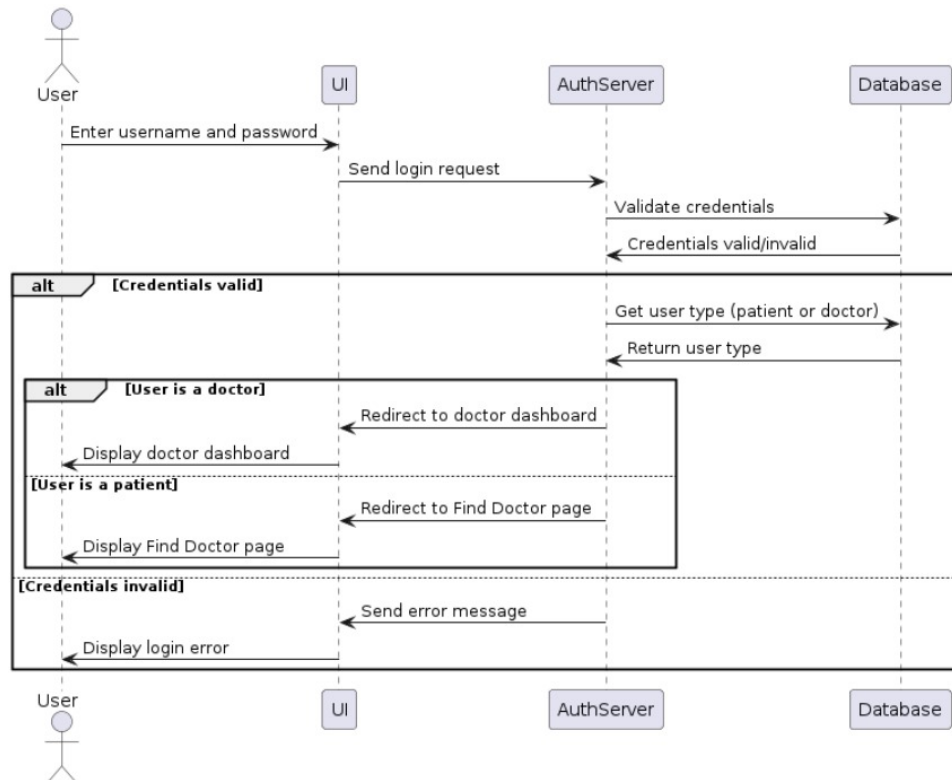 User
UI
AuthServer
Database
Enter username and password
Send login request
Validate credentials
Credentials valid/invalid
alt [Credentials valid]
Get user type (patient or doctor)
Return user type
alt [User is a doctor]
Redirect to doctor dashboard
Display doctor dashboard
[User is a patient]
Redirect to Find Doctor page
Display Find Doctor page
[Credentials invalid]
Send error message
Display login error
User
UI
AuthServer
Database